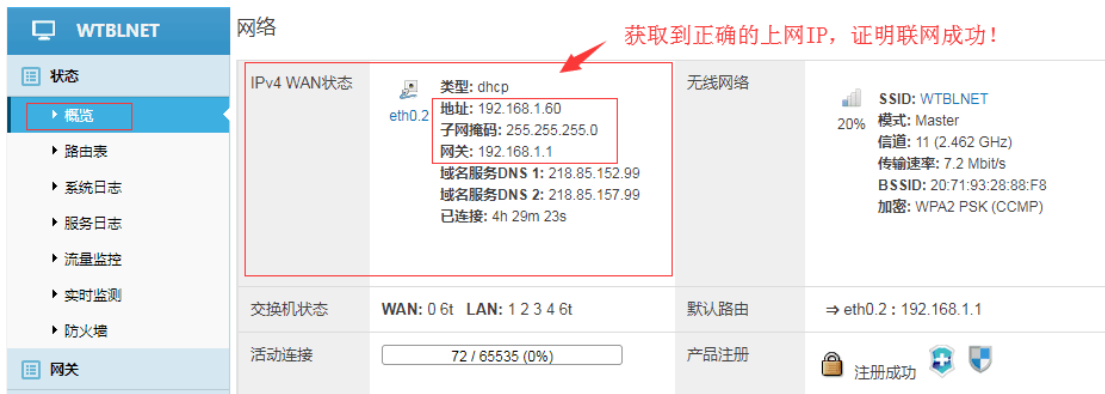 WTBLNET
网络
获取到正确的上网IP，证明联网成功！
状态
概览
路由表
系统日志
服务日志
流量监控
实时监测
防火墙
网关
IPv4 WAN状态
eth0.2
类型: dhcp
地址: 192.168.1.60
子网掩码: 255.255.255.0
网关: 192.168.1.1
域名服务DNS 1: 218.85.152.99
域名服务DNS 2: 218.85.157.99
已连接: 4h 29m 23s
无线网络
20%
SSID: WTBLNET
模式: Master
信道: 11 (2.462 GHz)
传输速率: 7.2 Mbit/s
BSSID: 20:71:93:28:88:F8
加密: WPA2 PSK (CCMP)
交换机状态
WAN: 0 6t LAN: 1 2 3 4 6t
默认路由
⇒ eth0.2 : 192.168.1.1
活动连接
72 / 65535 (0%)
产品注册
注册成功